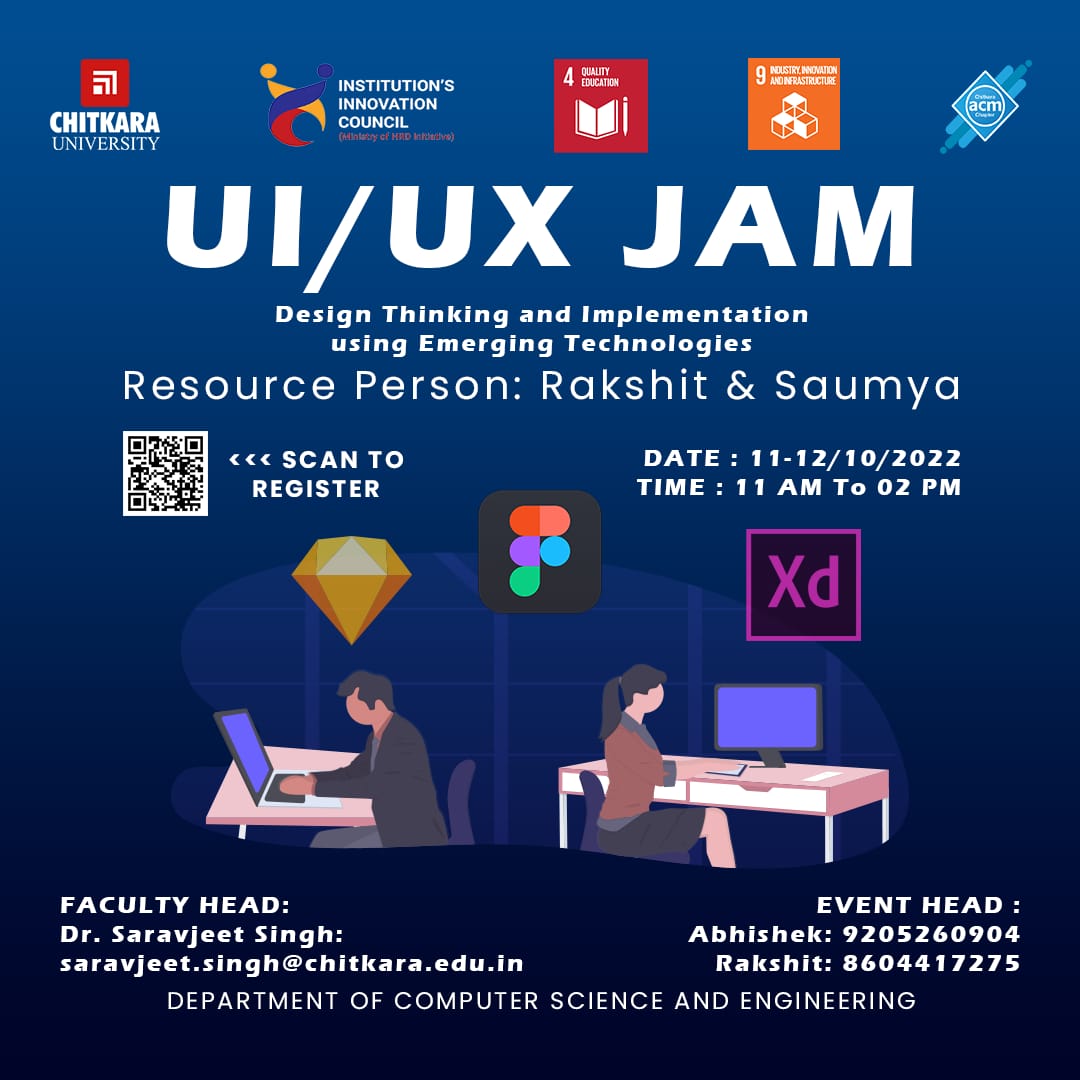 CHITKARA
UNIVERSITY
INSTITUTION'S
INNOVATION
COUNCIL
(Ministry of HRD Initiative)
4 QUALITY
EDUCATION
9 INDUSTRY, INNOVATION
AND INFRASTRUCTURE
Chitkara
acm
Chapter
UI/UX JAM
Design Thinking and Implementation
using Emerging Technologies
Resource Person: Rakshit & Saumya
<<< SCAN TO
REGISTER
DATE : 11-12/10/2022
TIME : 11 AM To 02 PM
Xd
FACULTY HEAD:
Dr. Saravjeet Singh:
saravjeet.singh@chitkara.edu.in
EVENT HEAD :
Abhishek: 9205260904
Rakshit: 8604417275
DEPARTMENT OF COMPUTER SCIENCE AND ENGINEERING